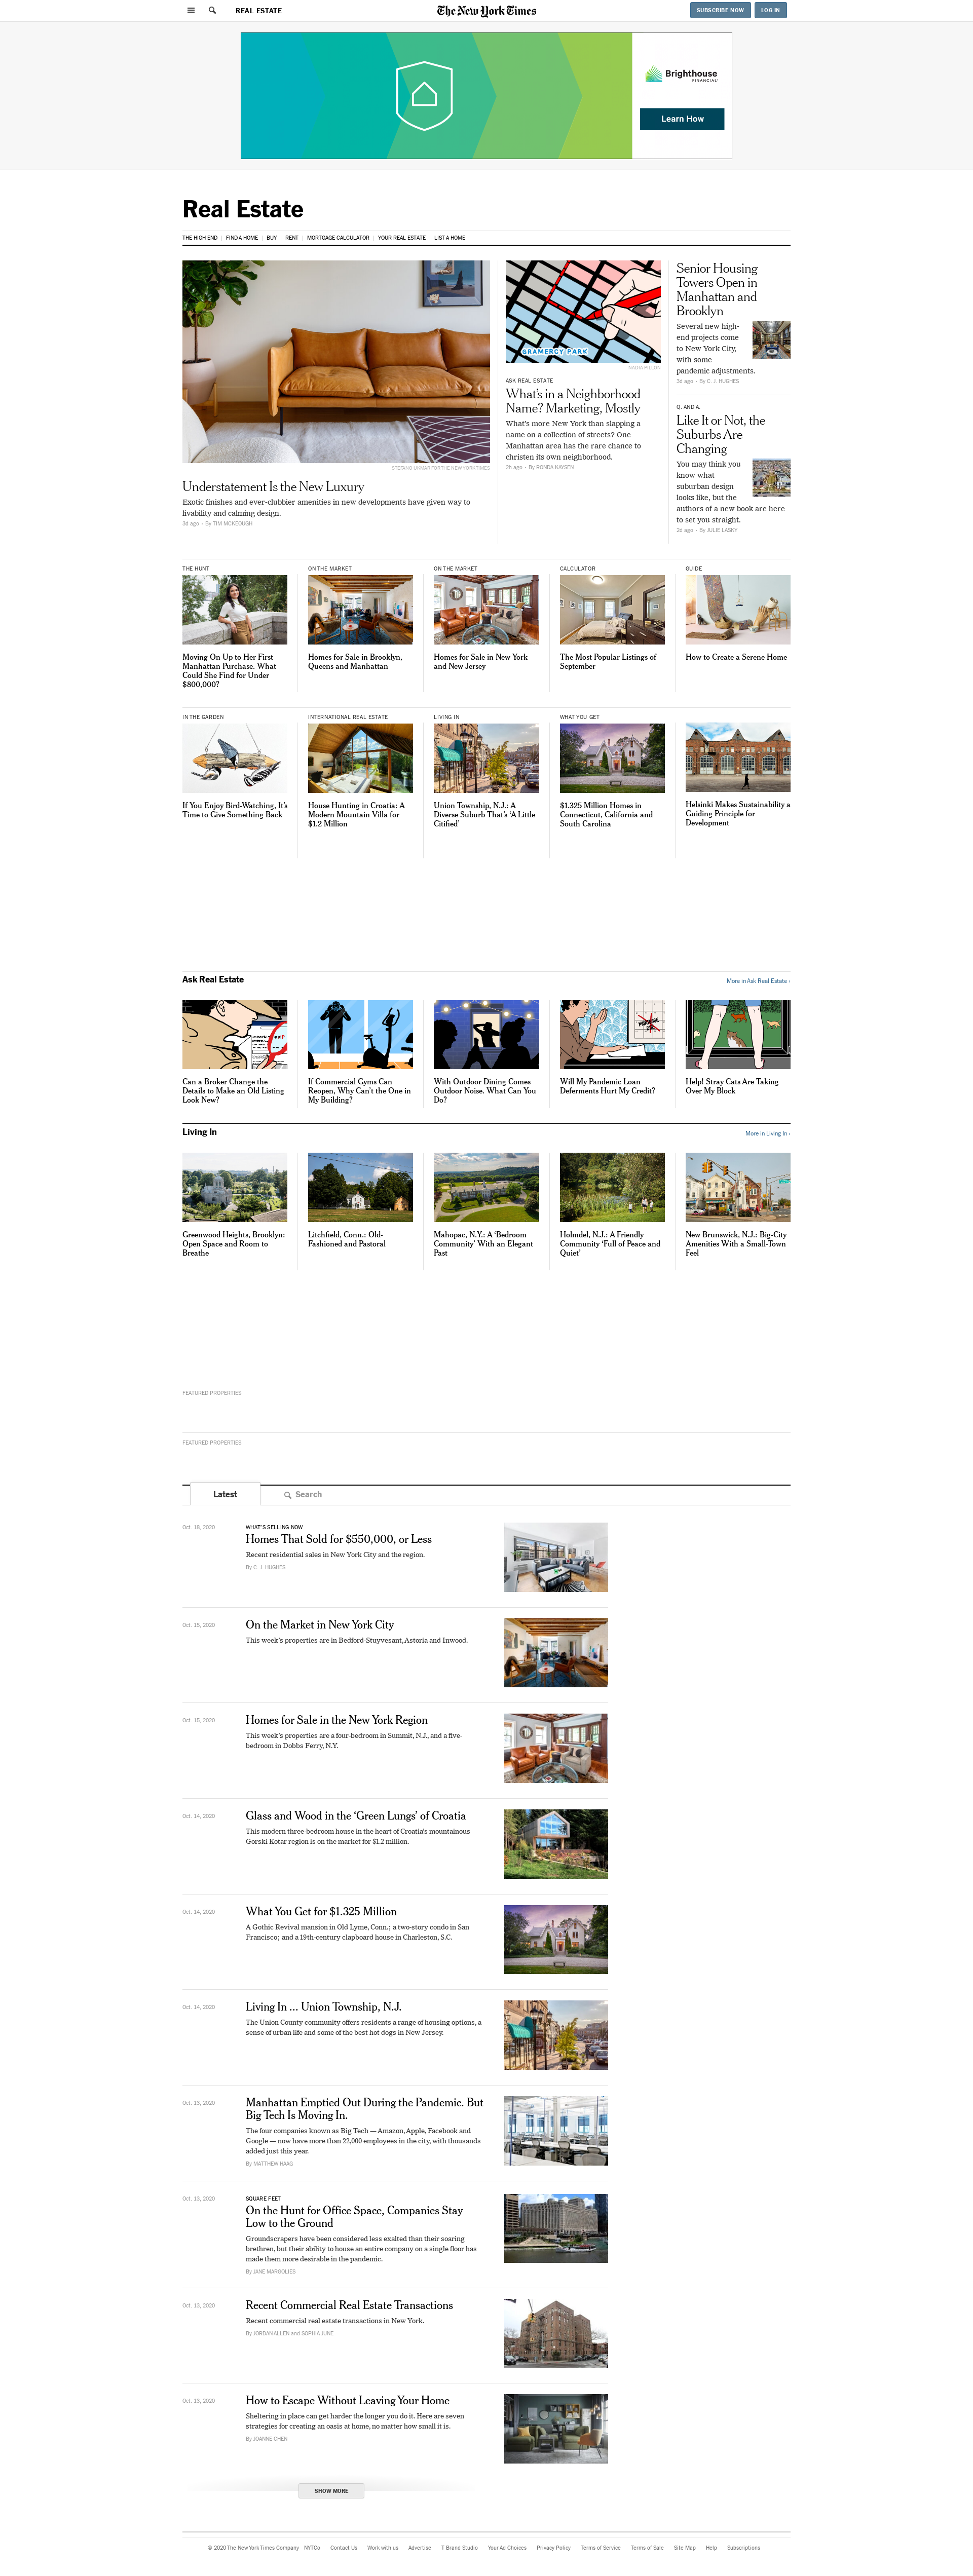 REAL ESTATE
The New York Times
SUBSCRIBE NOW
LOG IN
Brighthouse
FINANCIAL
Learn How
Real Estate
THE HIGH END
FIND A HOME
BUY
RENT
MORTGAGE CALCULATOR
YOUR REAL ESTATE
LIST A HOME
STEFANO UKMAR FOR THE NEW YORK TIMES
Understatement Is the New Luxury
Exotic finishes and ever-clubbier amenities in new developments have given way to
livability and calming design.
3d ago - By TIM MCKEOUGH
GRAMERCY PARK
NADIA PILLON
ASK REAL ESTATE
What's in a Neighborhood
Name? Marketing, Mostly
What's more New York than slapping a
name on a collection of streets? One
Manhattan area has the rare chance to
christen its own neighborhood.
2h ago - By RONDA KAYSEN
Senior Housing
Towers Open in
Manhattan and
Brooklyn
Several new high-
end projects come
to New York City,
with some
pandemic adjustments.
3d ago - By C. J. HUGHES
Q. AND A.
Like It or Not, the
Suburbs Are
Changing
You may think you
know what
suburban design
looks like, but the
authors of a new book are here
to set you straight.
2d ago - By JULIE LASKY
THE HUNT
Moving On Up to Her First
Manhattan Purchase. What
Could She Find for Under
$800,000?
ON THE MARKET
Homes for Sale in Brooklyn,
Queens and Manhattan
ON THE MARKET
Homes for Sale in New York
and New Jersey
CALCULATOR
The Most Popular Listings of
September
GUIDE
How to Create a Serene Home
IN THE GARDEN
If You Enjoy Bird-Watching, It's
Time to Give Something Back
INTERNATIONAL REAL ESTATE
House Hunting in Croatia: A
Modern Mountain Villa for
$1.2 Million
LIVING IN
Union Township, N.J.: A
Diverse Suburb That's 'A Little
Citified'
WHAT YOU GET
$1.325 Million Homes in
Connecticut, California and
South Carolina
Helsinki Makes Sustainability a
Guiding Principle for
Development
Ask Real Estate
More in Ask Real Estate ›
Can a Broker Change the
Details to Make an Old Listing
Look New?
If Commercial Gyms Can
Reopen, Why Can't the One in
My Building?
With Outdoor Dining Comes
Outdoor Noise. What Can You
Do?
Will My Pandemic Loan
Deferments Hurt My Credit?
Help! Stray Cats Are Taking
Over My Block
Living In
More in Living In ›
Greenwood Heights, Brooklyn:
Open Space and Room to
Breathe
Litchfield, Conn.: Old-
Fashioned and Pastoral
Mahopac, N.Y.: A 'Bedroom
Community' With an Elegant
Past
Holmdel, N.J.: A Friendly
Community 'Full of Peace and
Quiet'
New Brunswick, N.J.: Big-City
Amenities With a Small-Town
Feel
FEATURED PROPERTIES
FEATURED PROPERTIES
Latest
Search
Oct. 18, 2020
WHAT'S SELLING NOW
Homes That Sold for $550,000, or Less
Recent residential sales in New York City and the region.
By C. J. HUGHES
Oct. 15, 2020
On the Market in New York City
This week's properties are in Bedford-Stuyvesant, Astoria and Inwood.
Oct. 15, 2020
Homes for Sale in the New York Region
This week's properties are a four-bedroom in Summit, N.J., and a five-
bedroom in Dobbs Ferry, N.Y.
Oct. 14, 2020
Glass and Wood in the 'Green Lungs' of Croatia
This modern three-bedroom house in the heart of Croatia's mountainous
Gorski Kotar region is on the market for $1.2 million.
Oct. 14, 2020
What You Get for $1.325 Million
A Gothic Revival mansion in Old Lyme, Conn.; a two-story condo in San
Francisco; and a 19th-century clapboard house in Charleston, S.C.
Oct. 14, 2020
Living In ... Union Township, N.J.
The Union County community offers residents a range of housing options, a
sense of urban life and some of the best hot dogs in New Jersey.
Oct. 13, 2020
Manhattan Emptied Out During the Pandemic. But
Big Tech Is Moving In.
The four companies known as Big Tech — Amazon, Apple, Facebook and
Google — now have more than 22,000 employees in the city, with thousands
added just this year.
By MATTHEW HAAG
Oct. 13, 2020
SQUARE FEET
On the Hunt for Office Space, Companies Stay
Low to the Ground
Groundscrapers have been considered less exalted than their soaring
brethren, but their ability to house an entire company on a single floor has
made them more desirable in the pandemic.
By JANE MARGOLIES
Oct. 13, 2020
Recent Commercial Real Estate Transactions
Recent commercial real estate transactions in New York.
By JORDAN ALLEN and SOPHIA JUNE
Oct. 13, 2020
How to Escape Without Leaving Your Home
Sheltering in place can get harder the longer you do it. Here are seven
strategies for creating an oasis at home, no matter how small it is.
By JOANNE CHEN
SHOW MORE
© 2020 The New York Times Company
NYTCo
Contact Us
Work with us
Advertise
T Brand Studio
Your Ad Choices
Privacy Policy
Terms of Service
Terms of Sale
Site Map
Help
Subscriptions